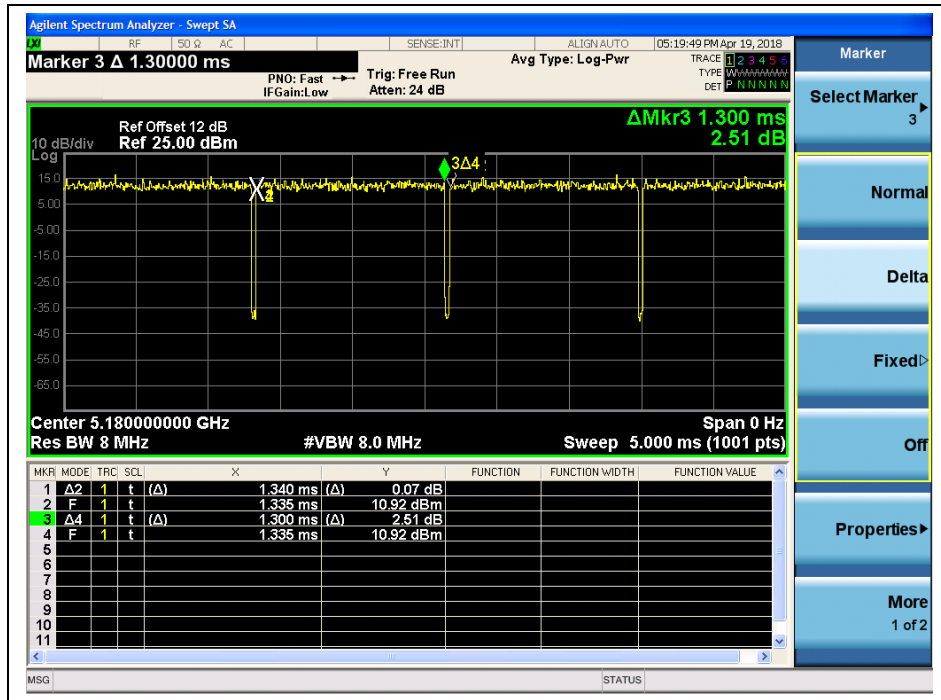 Agilent Spectrum Analyzer - Swept SA
LXI RF 50 Ω AC SENSE:INT ALIGN AUTO 05:19:49 PM Apr 19, 2018
Marker 3 Δ 1.30000 ms
PNO: Fast
IFGain:Low
Trig: Free Run
Atten: 24 dB
Avg Type: Log-Pwr
TRACE 1 2 3 4 5 6
TYPE WWWWWW
DET P N N N N N
ΔMkr3 1.300 ms
2.51 dB
Ref Offset 12 dB
10 dB/div Ref 25.00 dBm
Log
15.0
5.00
-5.00
-15.0
-25.0
-35.0
-45.0
-55.0
-65.0
3Δ4
Center 5.180000000 GHz Span 0 Hz
Res BW 8 MHz #VBW 8.0 MHz Sweep 5.000 ms (1001 pts)
MKR MODE TRC SCL X Y FUNCTION FUNCTION WIDTH FUNCTION VALUE
1 Δ2 1 t (Δ) 1.340 ms (Δ) 0.07 dB
2 F 1 t 1.335 ms 10.92 dBm
3 Δ4 1 t (Δ) 1.300 ms (Δ) 2.51 dB
4 F 1 t 1.335 ms 10.92 dBm
5
6
7
8
9
10
11
MSG STATUS
Marker
Select Marker
3
Normal
Delta
Fixed
Off
Properties
More
1 of 2